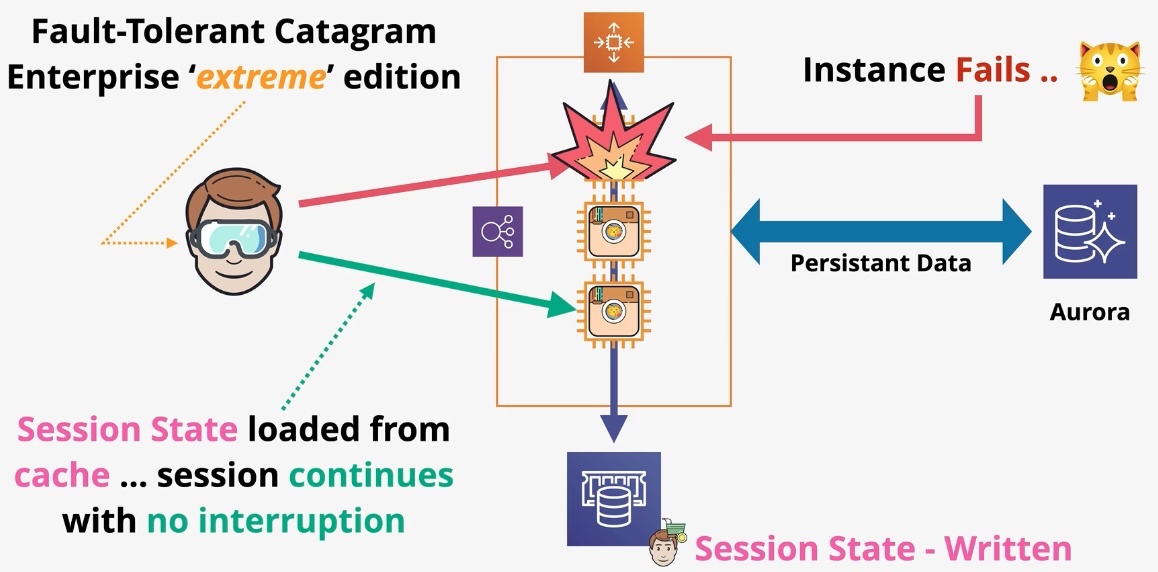 Fault-Tolerant Catagram
Enterprise ‘extreme’ edition
Instance Fails ..
Persistant Data
Aurora
Session State loaded from
cache ... session continues
with no interruption
Session State - Written